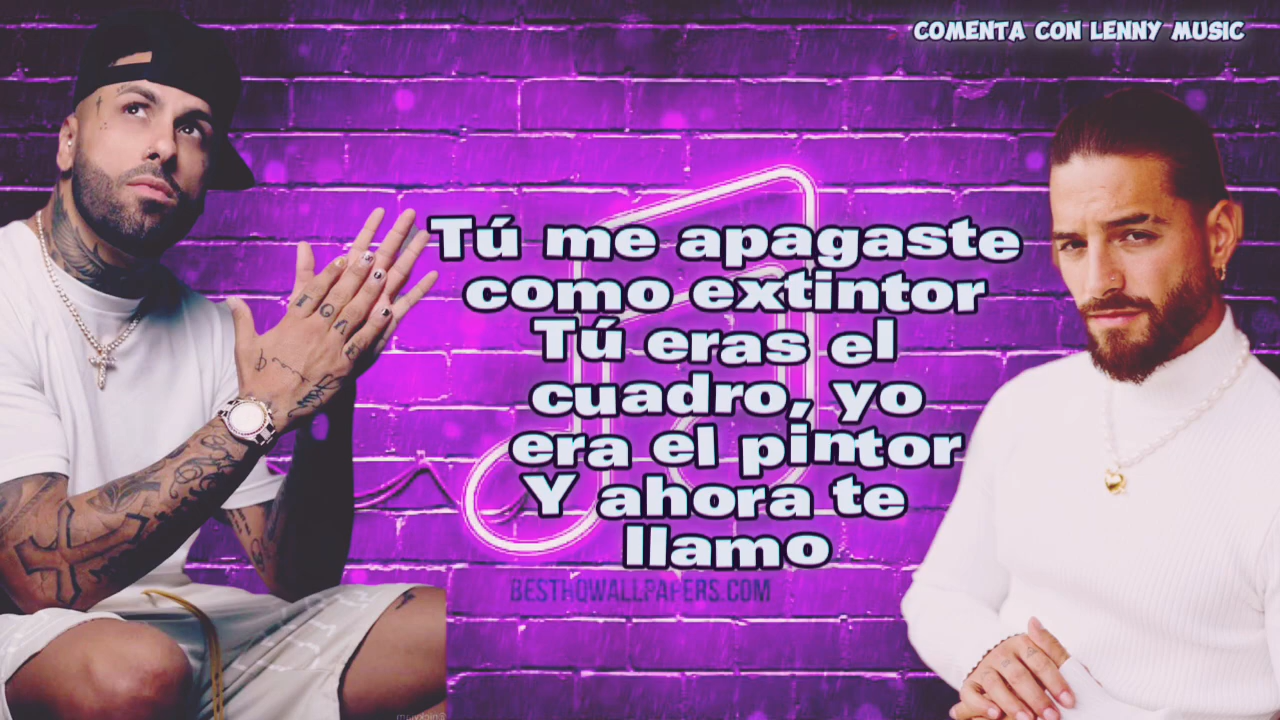 COMENTA CON LENNY MUSIC
Tú me apagaste
como extintor
Tú eras el
cuadro, yo
era el píntor
Y ahora te
llamo
BESTHQWALLPAPERS.COM